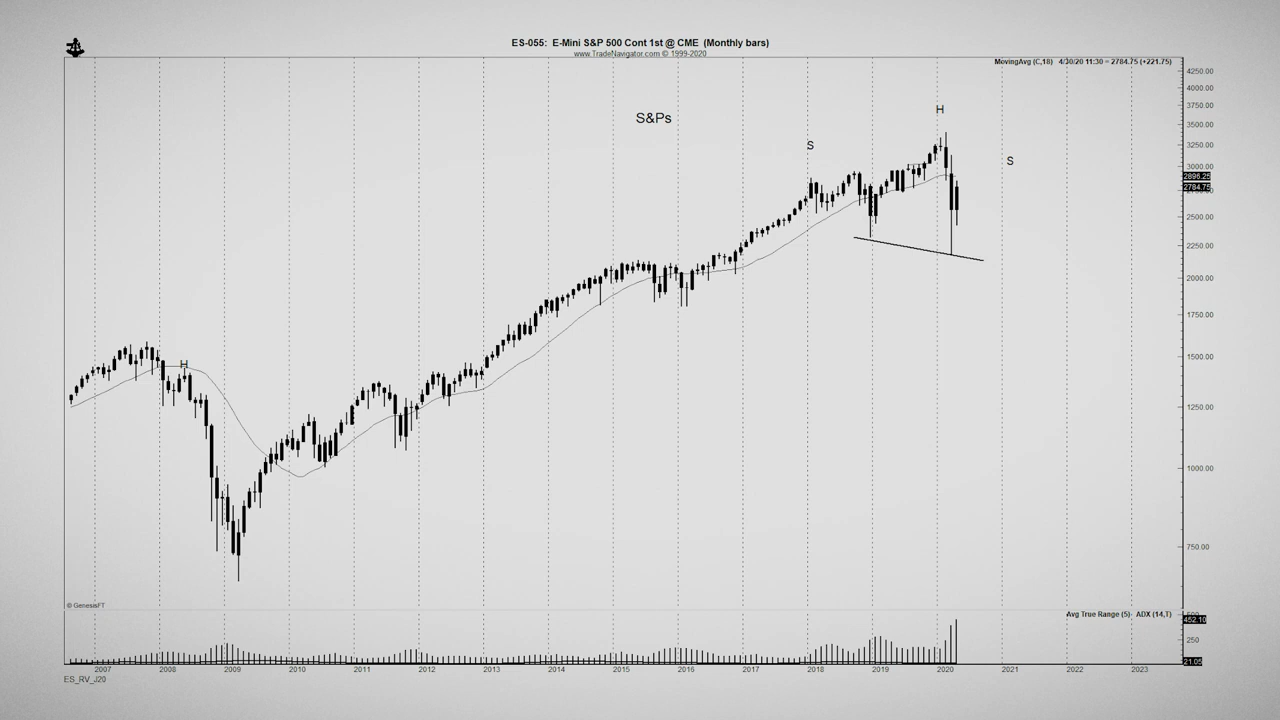 ES-055: E-Mini S&P 500 Cont 1st @ CME (Monthly bars)
www.TradeNavigator.com © 1999-2020
MovingAvg (C,18) 4/30/20 11:30 = 2784.75 (+221.75)
S&Ps
H
S
S
H
4250.00
4000.00
3750.00
3500.00
3250.00
3000.00
2896.25
2784.75
2500.00
2250.00
2000.00
1750.00
1500.00
1250.00
1000.00
750.00
© GenesisFT
Avg True Range (5) ADX (14,T)
500
452.10
250
21.05
2007 2008 2009 2010 2011 2012 2013 2014 2015 2016 2017 2018 2019 2020 2021 2022 2023
ES_RV_J20